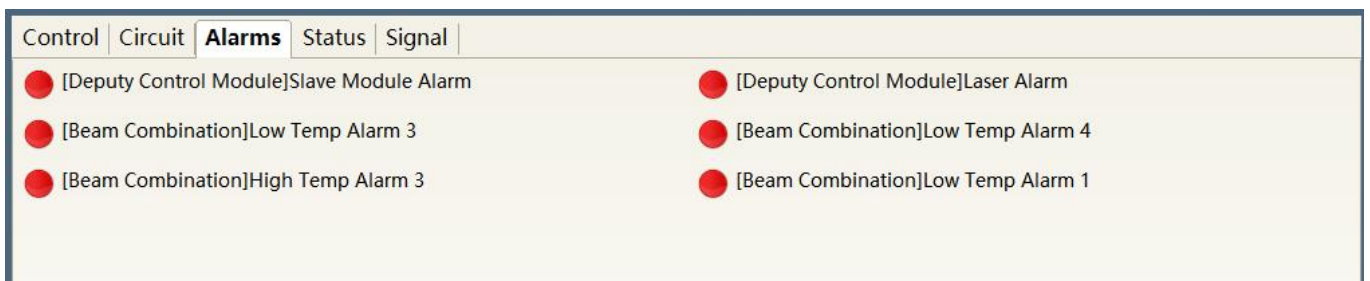 Control Circuit Alarms Status Signal
[Deputy Control Module]Slave Module Alarm [Deputy Control Module]Laser Alarm
[Beam Combination]Low Temp Alarm 3 [Beam Combination]Low Temp Alarm 4
[Beam Combination]High Temp Alarm 3 [Beam Combination]Low Temp Alarm 1